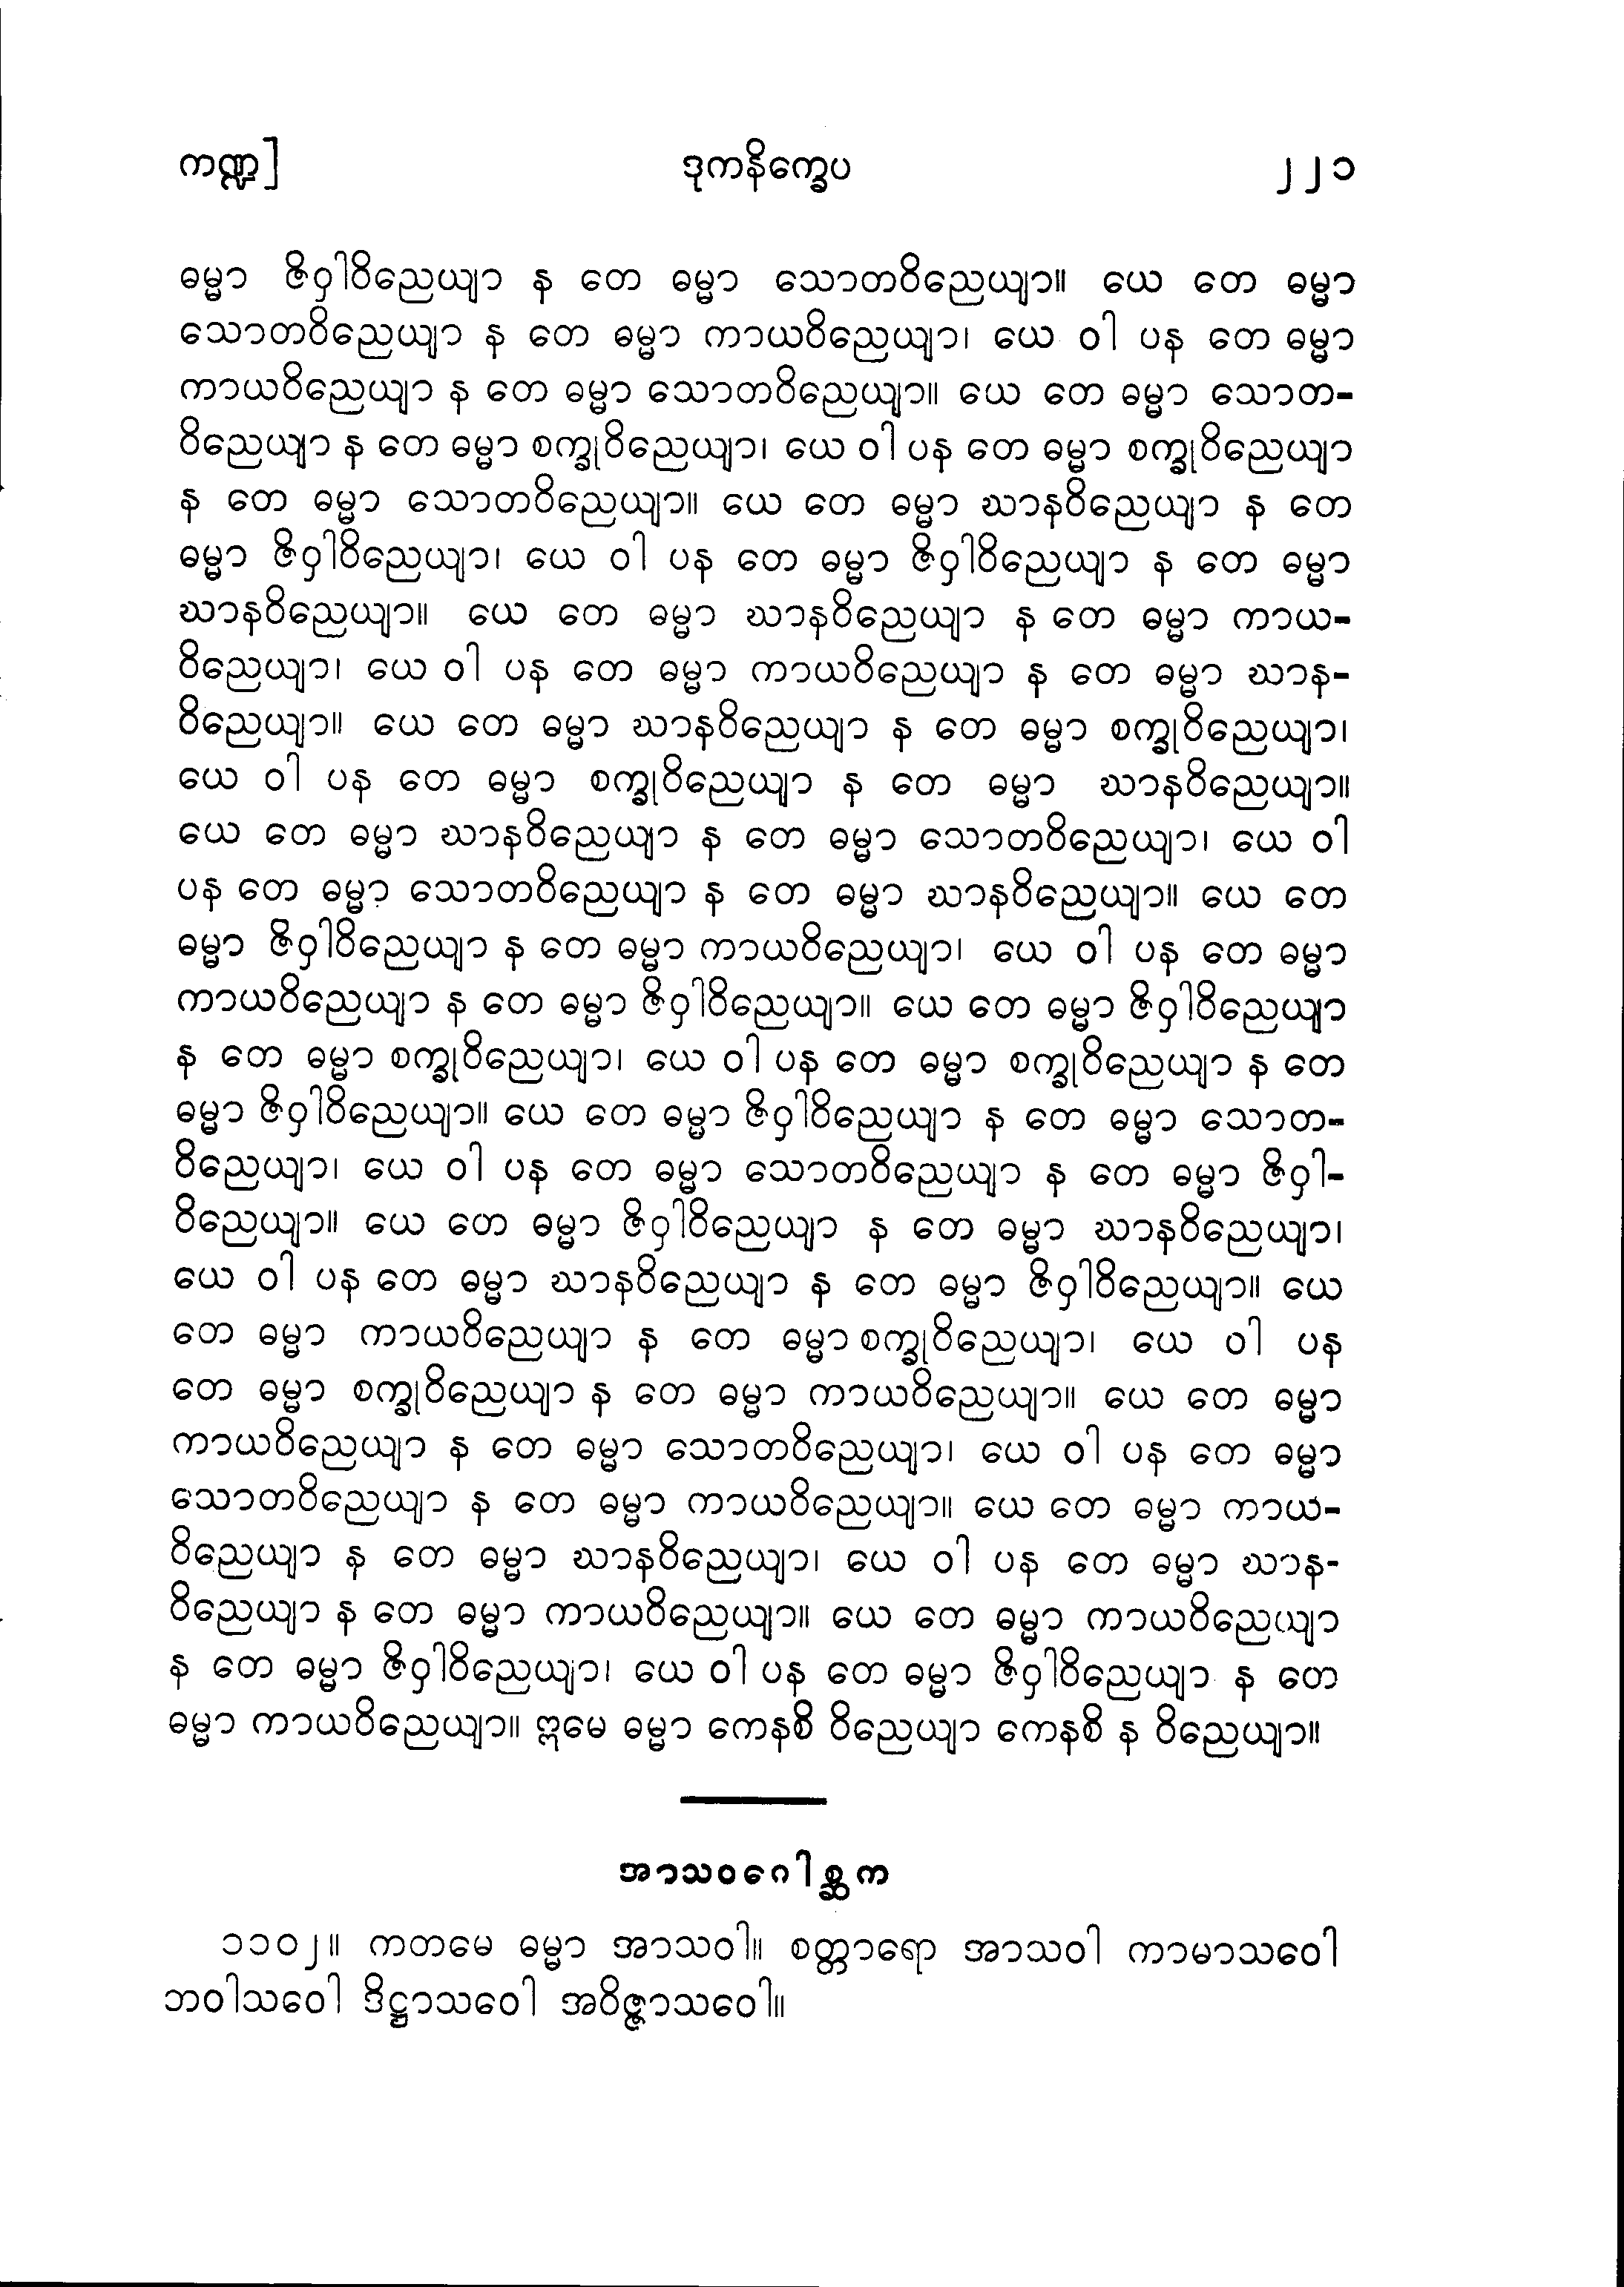 ကဏ္ဍ] ဒုကနိက္ခေပ ၂၂၁
ဓမ္မာ ဇိဝှါဝိညေယျာ န တေ ဓမ္မာ သောတဝိညေယျာ။ ယေ တေ ဓမ္မာ
သောတဝိညေယျာ န တေ ဓမ္မာ ကာယဝိညေယျာ၊ ယေ ဝါ ပန တေ ဓမ္မာ
ကာယဝိညေယျာ န တေ ဓမ္မာ သောတဝိညေယျာ။ ယေ တေ ဓမ္မာ သောတ-
ဝိညေယျာ န တေ ဓမ္မာ စက္ခုဝိညေယျာ၊ ယေ ဝါ ပန တေ ဓမ္မာ စက္ခုဝိညေယျာ
န တေ ဓမ္မာ သောတဝိညေယျာ။ ယေ တေ ဓမ္မာ ဃာနဝိညေယျာ န တေ
ဓမ္မာ ဇိဝှါဝိညေယျာ၊ ယေ ဝါ ပန တေ ဓမ္မာ ဇိဝှါဝိညေယျာ န တေ ဓမ္မာ
ဃာနဝိညေယျာ။ ယေ တေ ဓမ္မာ ဃာနဝိညေယျာ န တေ ဓမ္မာ ကာယ-
ဝိညေယျာ၊ ယေ ဝါ ပန တေ ဓမ္မာ ကာယဝိညေယျာ န တေ ဓမ္မာ ဃာန-
ဝိညေယျာ။ ယေ တေ ဓမ္မာ ဃာနဝိညေယျာ န တေ ဓမ္မာ စက္ခုဝိညေယျာ၊
ယေ ဝါ ပန တေ ဓမ္မာ စက္ခုဝိညေယျာ န တေ ဓမ္မာ ဃာနဝိညေယျာ။
ယေ တေ ဓမ္မာ ဃာနဝိညေယျာ န တေ ဓမ္မာ သောတဝိညေယျာ၊ ယေ ဝါ
ပန တေ ဓမ္မာ သောတဝိညေယျာ န တေ ဓမ္မာ ဃာနဝိညေယျာ။ ယေ တေ
ဓမ္မာ ဇိဝှါဝိညေယျာ န တေ ဓမ္မာ ကာယဝိညေယျာ၊ ယေ ဝါ ပန တေ ဓမ္မာ
ကာယဝိညေယျာ န တေ ဓမ္မာ ဇိဝှါဝိညေယျာ။ ယေ တေ ဓမ္မာ ဇိဝှါဝိညေယျာ
န တေ ဓမ္မာ စက္ခုဝိညေယျာ၊ ယေ ဝါ ပန တေ ဓမ္မာ စက္ခုဝိညေယျာ န တေ
ဓမ္မာ ဇိဝှါဝိညေယျာ။ ယေ တေ ဓမ္မာ ဇိဝှါဝိညေယျာ န တေ ဓမ္မာ သောတ-
ဝိညေယျာ၊ ယေ ဝါ ပန တေ ဓမ္မာ သောတဝိညေယျာ န တေ ဓမ္မာ ဇိဝှါ-
ဝိညေယျာ။ ယေ တေ ဓမ္မာ ဇိဝှါဝိညေယျာ န တေ ဓမ္မာ ဃာနဝိညေယျာ၊
ယေ ဝါ ပန တေ ဓမ္မာ ဃာနဝိညေယျာ န တေ ဓမ္မာ ဇိဝှါဝိညေယျာ။ ယေ
တေ ဓမ္မာ ကာယဝိညေယျာ န တေ ဓမ္မာ စက္ခုဝိညေယျာ၊ ယေ ဝါ ပန
တေ ဓမ္မာ စက္ခုဝိညေယျာ န တေ ဓမ္မာ ကာယဝိညေယျာ။ ယေ တေ ဓမ္မာ
ကာယဝိညေယျာ န တေ ဓမ္မာ သောတဝိညေယျာ၊ ယေ ဝါ ပန တေ ဓမ္မာ
သောတဝိညေယျာ န တေ ဓမ္မာ ကာယဝိညေယျာ။ ယေ တေ ဓမ္မာ ကာယ-
ဝိညေယျာ န တေ ဓမ္မာ ဃာနဝိညေယျာ၊ ယေ ဝါ ပန တေ ဓမ္မာ ဃာန-
ဝိညေယျာ န တေ ဓမ္မာ ကာယဝိညေယျာ။ ယေ တေ ဓမ္မာ ကာယဝိညေယျာ
န တေ ဓမ္မာ ဇိဝှါဝိညေယျာ၊ ယေ ဝါ ပန တေ ဓမ္မာ ဇိဝှါဝိညေယျာ န တေ
ဓမ္မာ ကာယဝိညေယျာ။ ဣမေ ဓမ္မာ ကေနစိ ဝိညေယျာ ကေနစိ န ဝိညေယျာ။
အာသဝဂေါစ္ဆက
၁၁၀၂။ ကတမေ ဓမ္မာ အာသဝါ။ စတ္တာရော အာသဝါ ကာမာသဝေါ
ဘဝါသဝေါ ဒိဋ္ဌာသဝေါ အဝိဇ္ဇာသဝေါ။